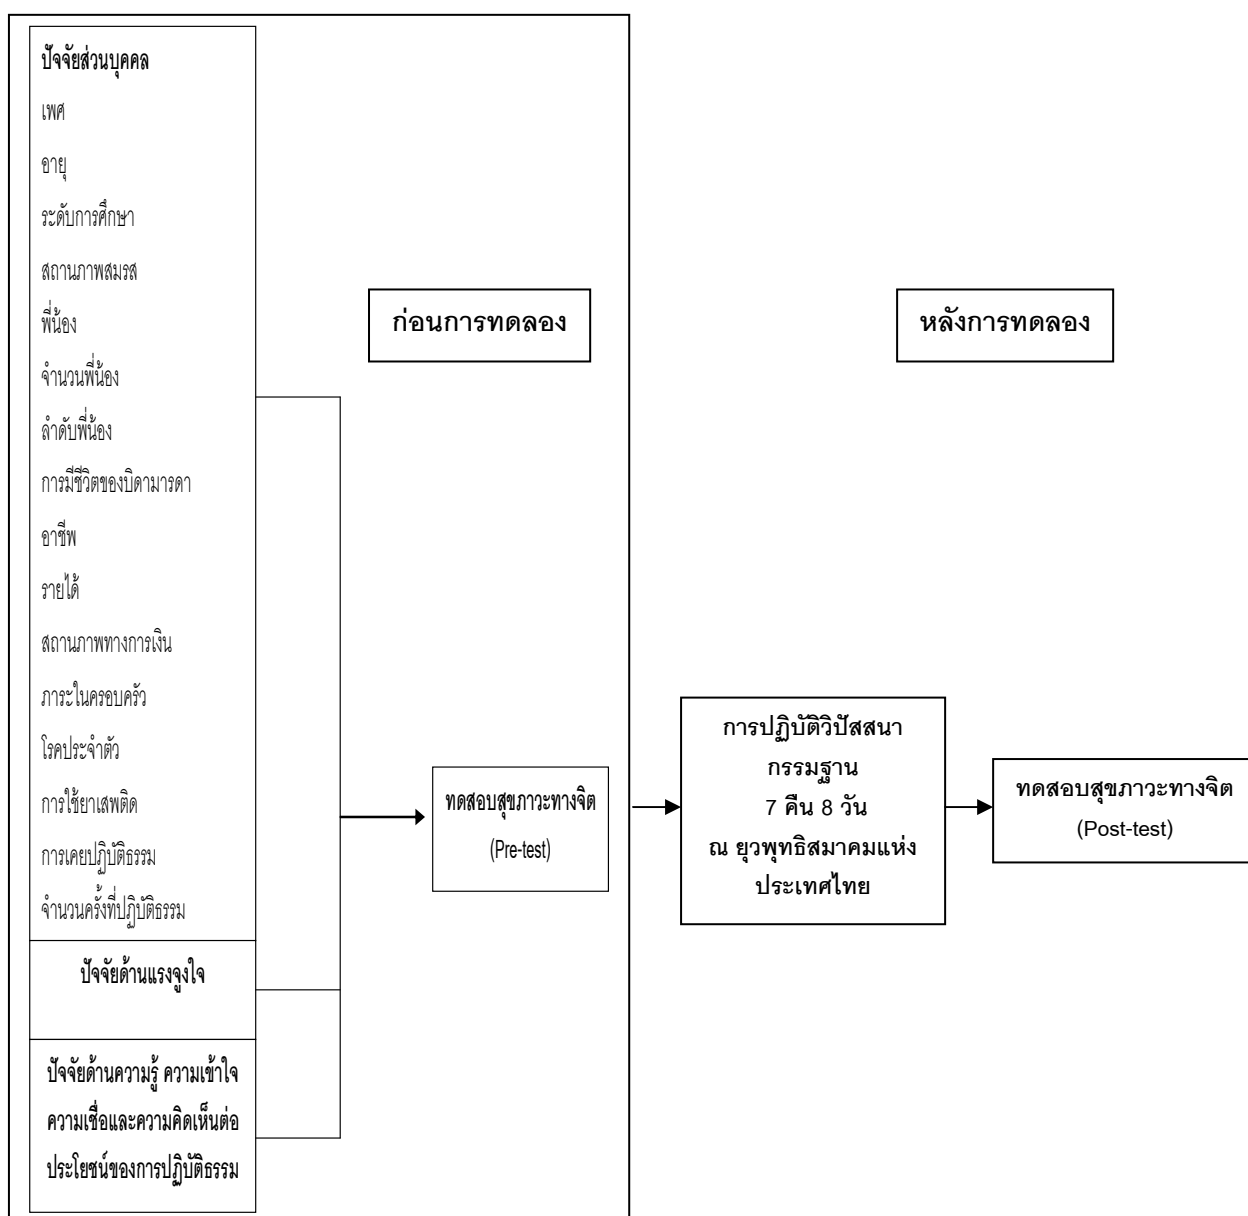 ปัจจัยส่วนบุคคล
เพศ
อายุ
ระดับการศึกษา
สถานภาพสมรส
พี่น้อง
จำนวนพี่น้อง
ลำดับพี่น้อง
การมีชีวิตของบิดามารดา
อาชีพ
รายได้
สถานภาพทางการเงิน
ภาระในครอบครัว
โรคประจำตัว
การใช้ยาเสพติด
การเคยปฏิบัติธรรม
จำนวนครั้งที่ปฏิบัติธรรม
ปัจจัยด้านแรงจูงใจ
ปัจจัยด้านความรู้ ความเข้าใจ
ความเชื่อและความคิดเห็นต่อ
ประโยชน์ของการปฏิบัติธรรม
ก่อนการทดลอง
ทดสอบสุขภาวะทางจิต
(Pre-test)
หลังการทดลอง
การปฏิบัติวิปัสสนา
กรรมฐาน
7 คืน 8 วัน
ณ ยุวพุทธิสมาคมแห่ง
ประเทศไทย
ทดสอบสุขภาวะทางจิต
(Post-test)